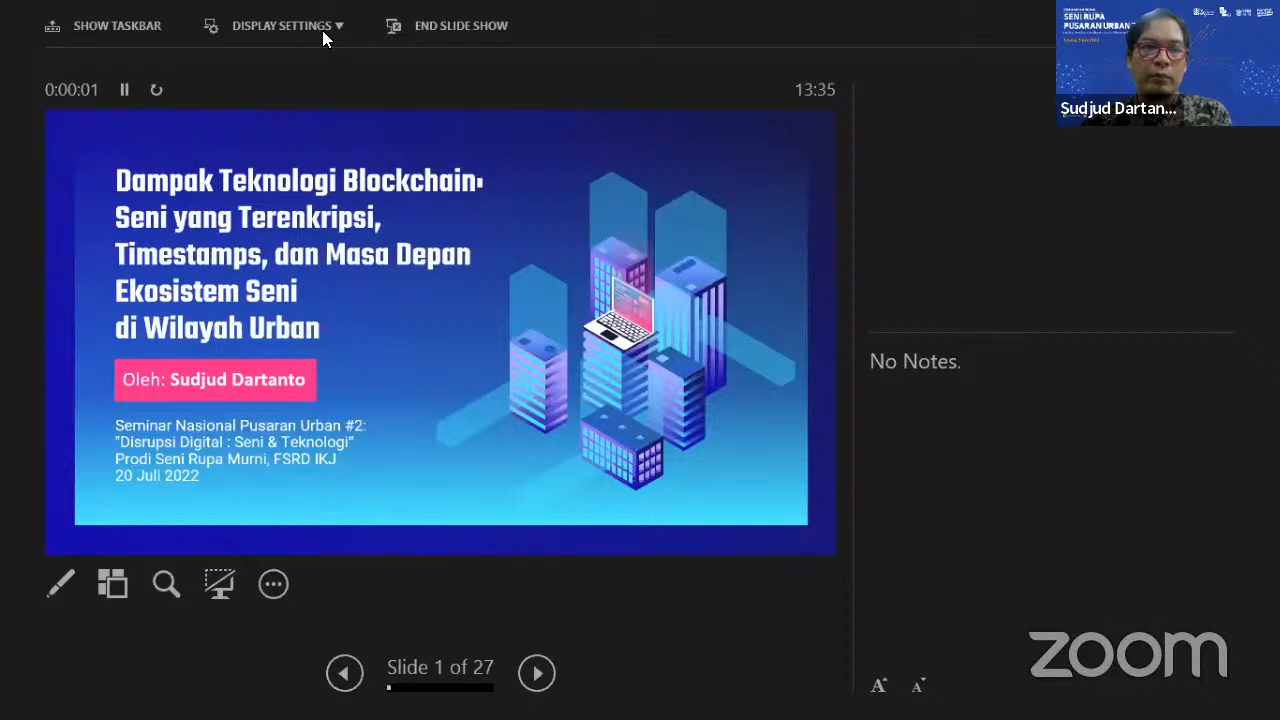 SHOW TASKBAR
DISPLAY SETTINGS
END SLIDE SHOW
SENI RUPA
PUSARAN URBAN
Sudjud Dartan...
0:00:01
13:35
Dampak Teknologi Blockchain:
Seni yang Terenkripsi,
Timestamps, dan Masa Depan
Ekosistem Seni
di Wilayah Urban
Oleh: Sudjud Dartanto
Seminar Nasional Pusaran Urban #2:
"Disrupsi Digital : Seni & Teknologi"
Prodi Seni Rupa Murni, FSRD IKJ
20 Juli 2022
No Notes.
Slide 1 of 27
zoom
A A